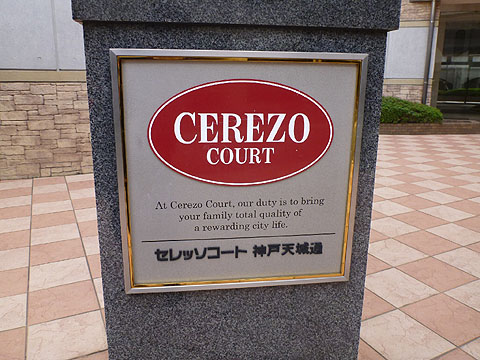 CEREZO
COURT
At Cerezo Court, our duty is to bring
your family total quality of
a rewarding city life.
セレッソコート 神戸天城通